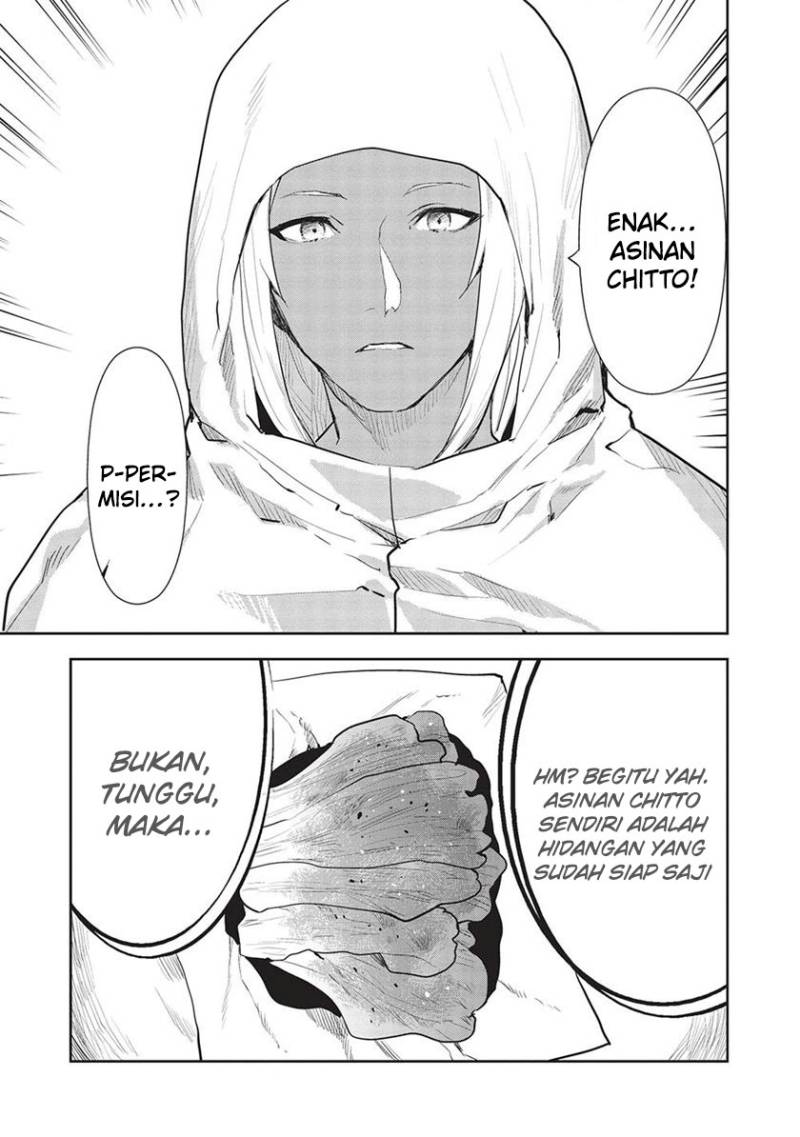 ENAK...
ASINAN
CHITTO!
P-PER-
MISI...?
HM? BEGITU YAH.
ASINAN CHITTO
SENDIRI ADALAH
HIDANGAN YANG
SUDAH SIAP SAJI
BUKAN,
TUNGGU,
MAKA...